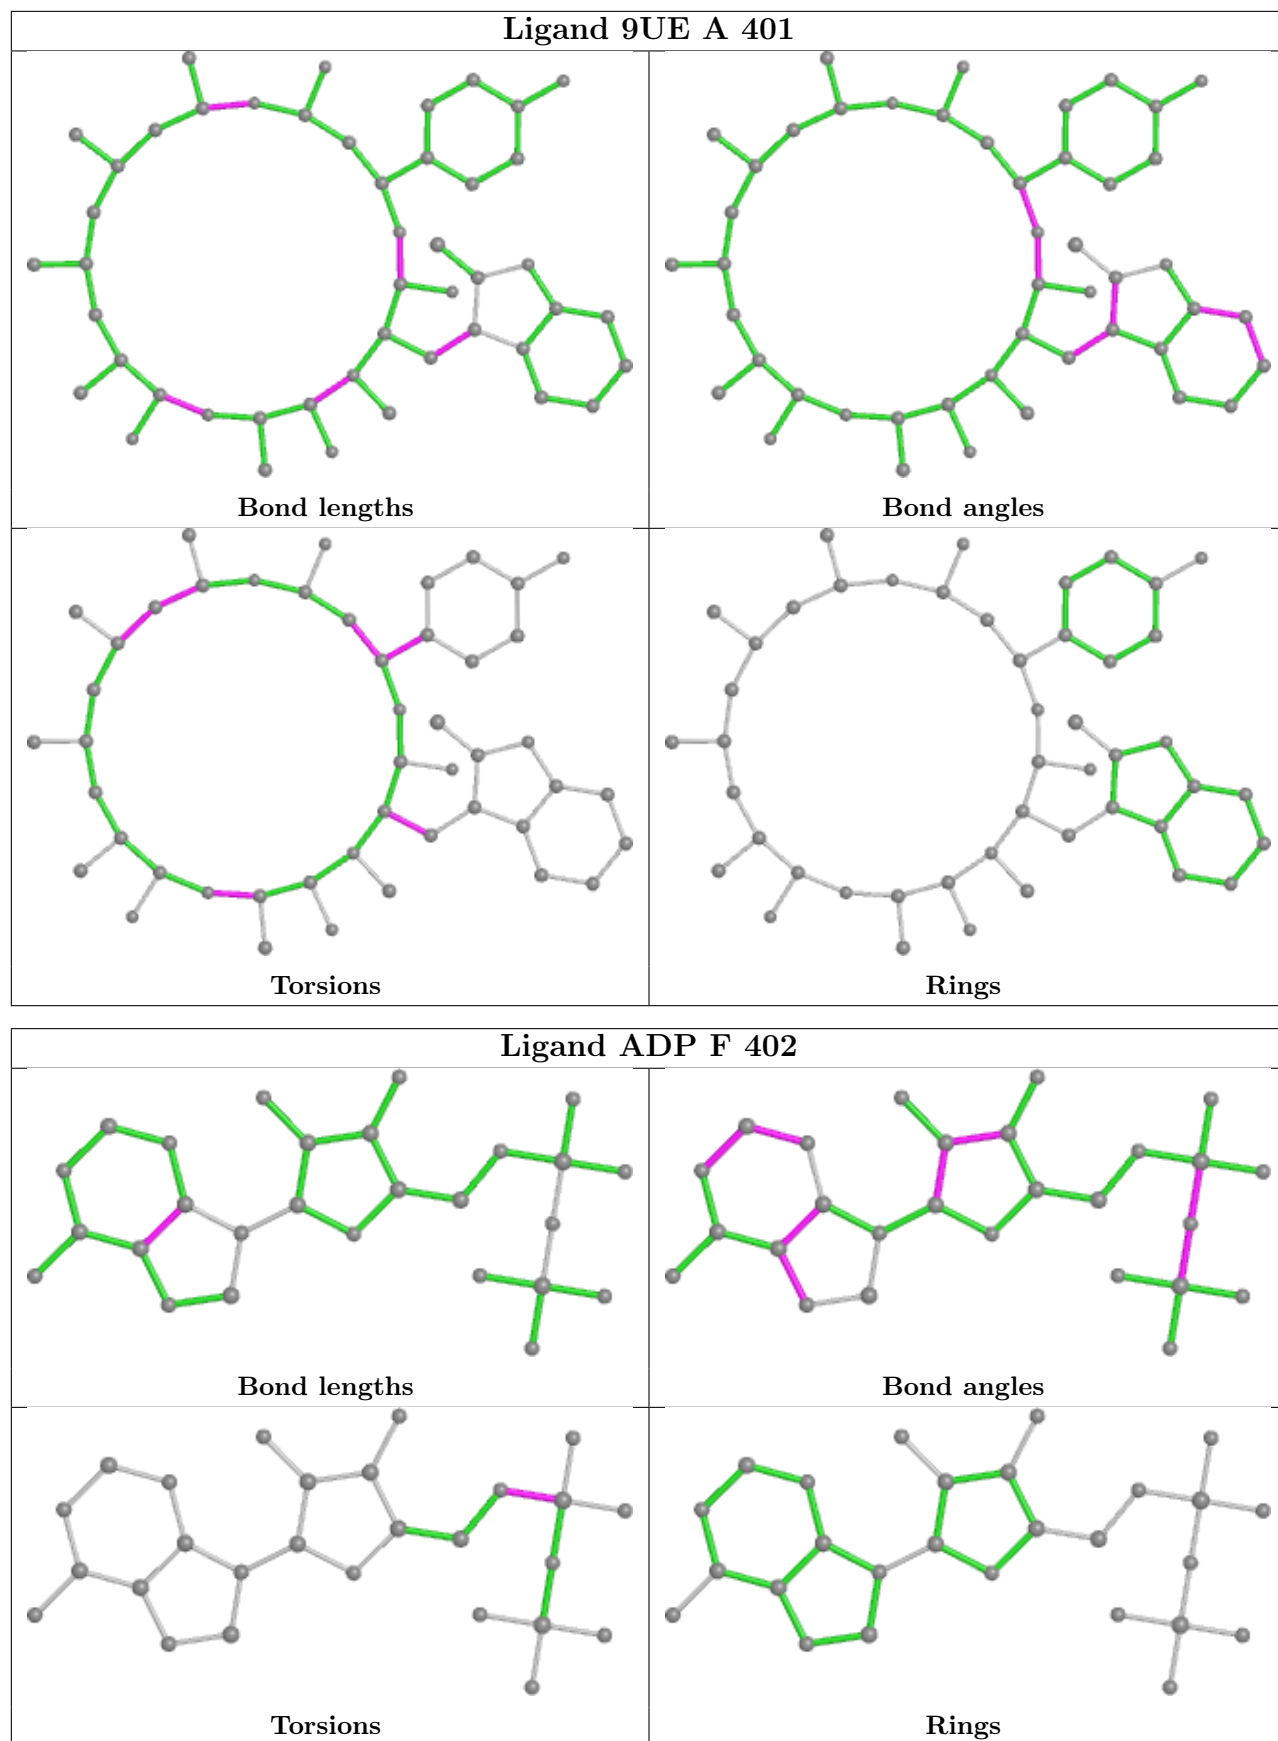 Ligand 9UE A 401
Bond lengths
Bond angles
Torsions
Rings
Ligand ADP F 402
Bond lengths
Bond angles
Torsions
Rings